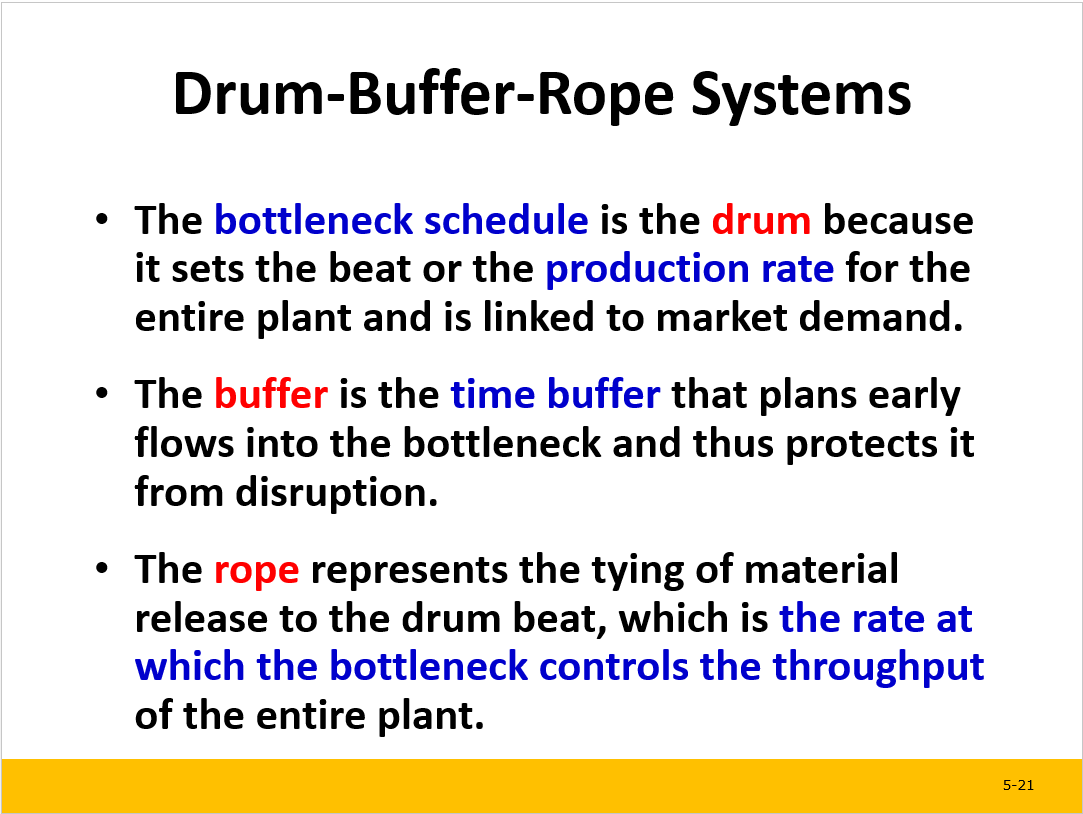 Drum-Buffer-Rope Systems
• The bottleneck schedule is the drum because
it sets the beat or the production rate for the
entire plant and is linked to market demand.
• The buffer is the time buffer that plans early
flows into the bottleneck and thus protects it
from disruption.
• The rope represents the tying of material
release to the drum beat, which is the rate at
which the bottleneck controls the throughput
of the entire plant.
5-21